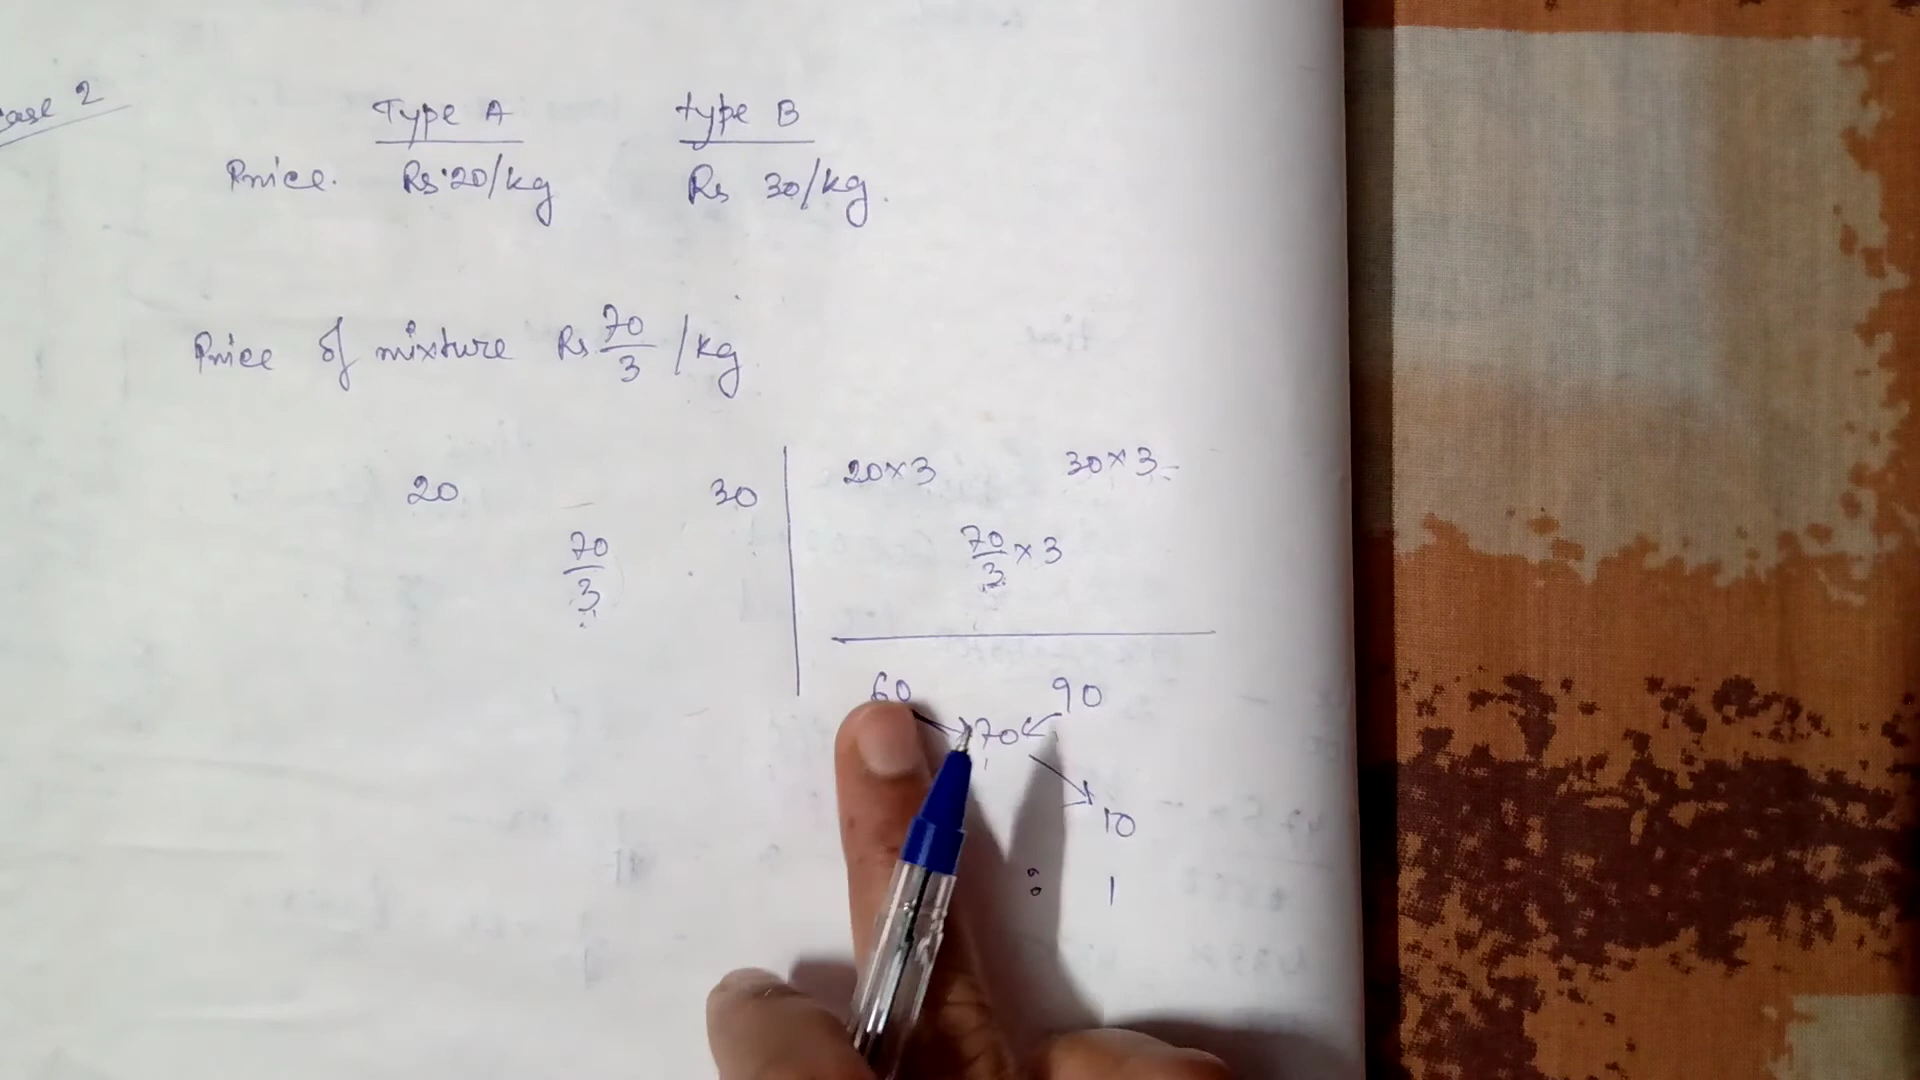 Case 2
Type A type B
Price. Rs. 20/kg Rs 30/kg.
Price of mixture Rs 70/3 /kg
20 30
70/3
20×3 30×3
70/3 ×3
60 90
70
10
: 1